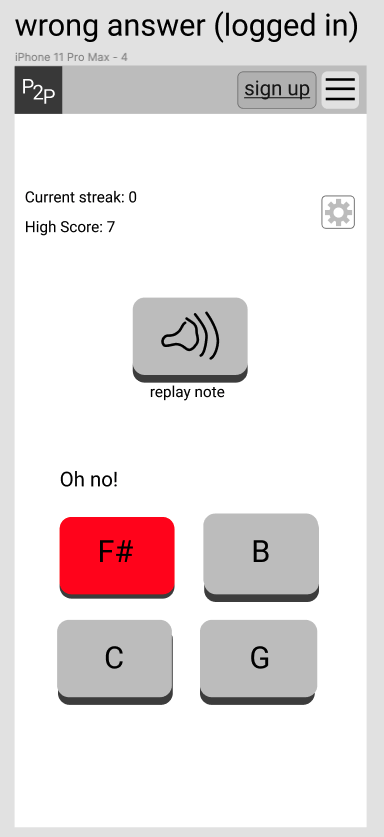 wrong answer (logged in)
iPhone 11 Pro Max - 4
P2P
sign up
Current streak: 0
High Score: 7
replay note
Oh no!
F# B
C G